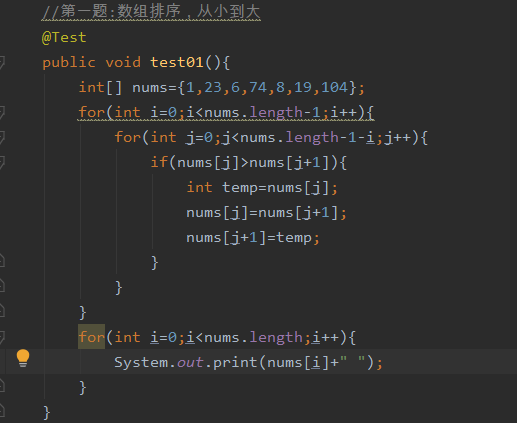 //第一题:数组排序，从小到大
@Test
public void test01(){
    int[] nums={1,23,6,74,8,19,104};
    for(int i=0;i<nums.length-1;i++){
        for(int j=0;j<nums.length-1-i;j++){
            if(nums[j]>nums[j+1]){
                int temp=nums[j];
                nums[j]=nums[j+1];
                nums[j+1]=temp;
            }
        }
    }
    for(int i=0;i<nums.length;i++){
        System.out.print(nums[i]+" ");
    }
}